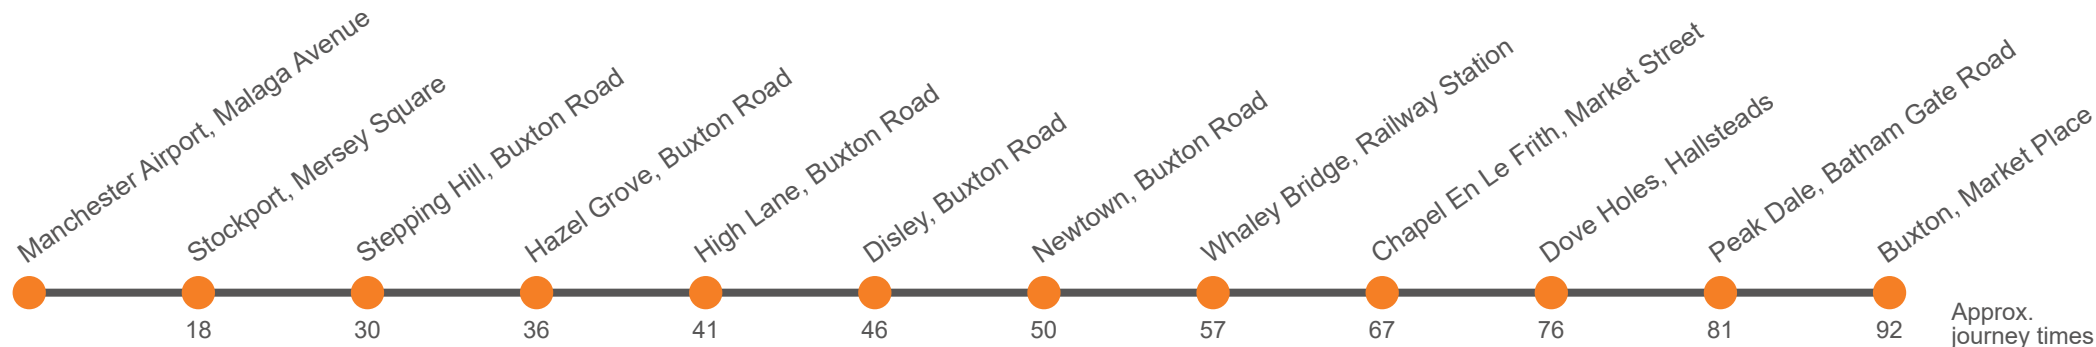 Manchester Airport, Malaga Avenue
Stockport, Mersey Square
Stepping Hill, Buxton Road
Hazel Grove, Buxton Road
High Lane, Buxton Road
Disley, Buxton Road
Newtown, Buxton Road
Whaley Bridge, Railway Station
Chapel En Le Frith, Market Street
Dove Holes, Hallsteads
Peak Dale, Batham Gate Road
Buxton, Market Place
18 30 36 41 46 50 57 67 76 81 92
Approx.
journey times